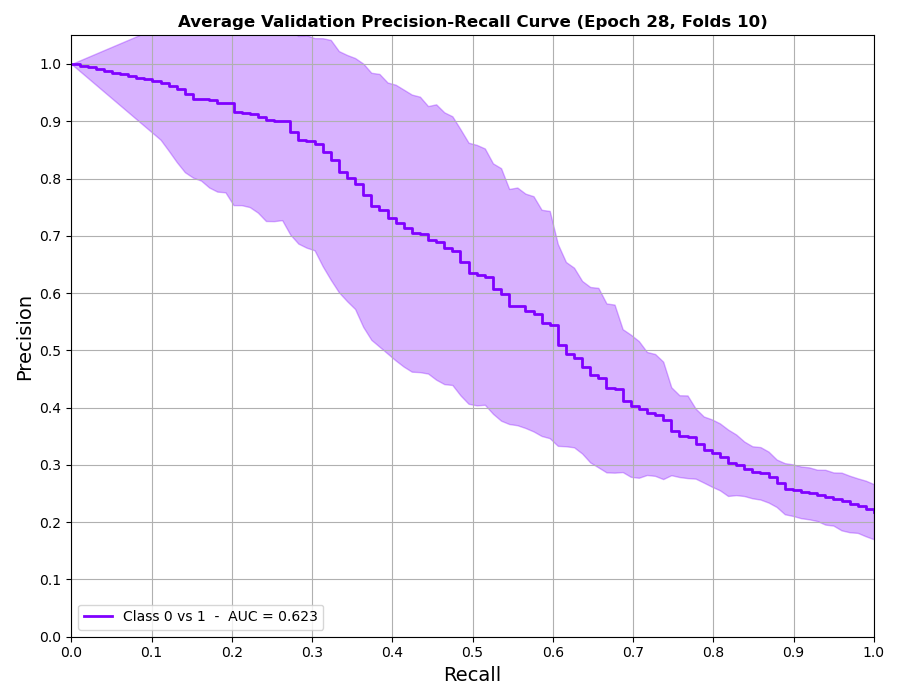 Average Validation Precision-Recall Curve (Epoch 28, Folds 10)
Precision
1.0
0.9
0.8
0.7
0.6
0.5
0.4
0.3
0.2
0.1
0.0
Class 0 vs 1 - AUC = 0.623
0.0 0.1 0.2 0.3 0.4 0.5 0.6 0.7 0.8 0.9 1.0
Recall